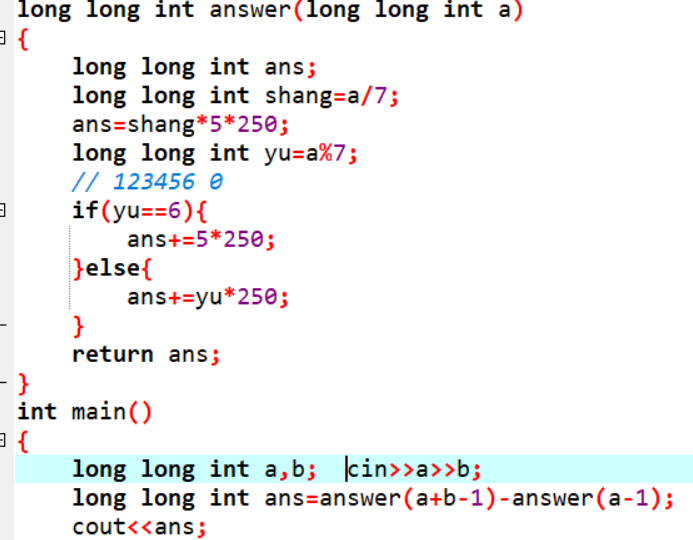 long long int answer(long long int a)
{
long long int ans;
long long int shang=a/7;
ans=shang*5*250;
long long int yu=a%7;
// 123456 0
if(yu==6){
ans+=5*250;
}else{
ans+=yu*250;
}
return ans;
}
int main()
{
long long int a,b;  cin>>a>>b;
long long int ans=answer(a+b-1)-answer(a-1);
cout<<ans;